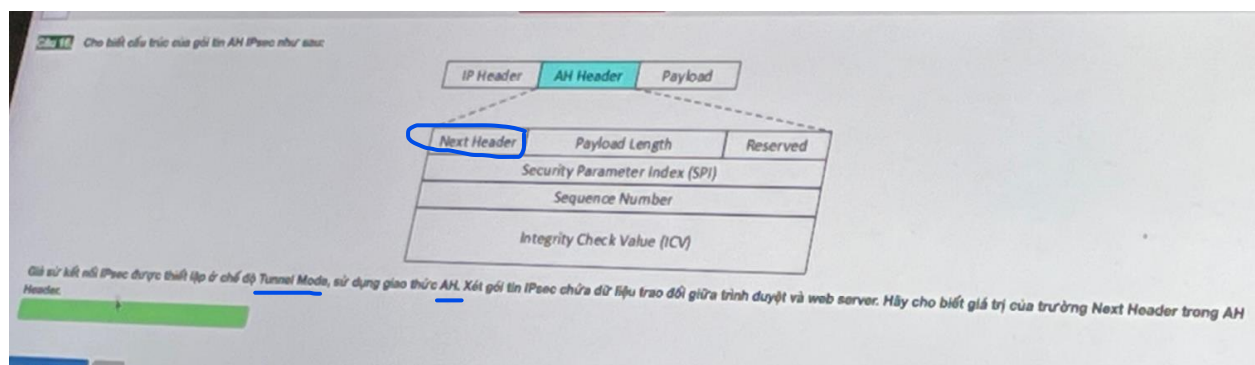 Câu 16 Cho biết cấu trúc của gói tin AH IPsec như sau:
IP Header AH Header Payload
Next Header Payload Length Reserved
Security Parameter Index (SPI)
Sequence Number
Integrity Check Value (ICV)
Giả sử kết nối IPsec được thiết lập ở chế độ Tunnel Mode, sử dụng giao thức AH. Xét gói tin IPsec chứa dữ liệu trao đổi giữa trình duyệt và web server. Hãy cho biết giá trị của trường Next Header trong AH
Header.